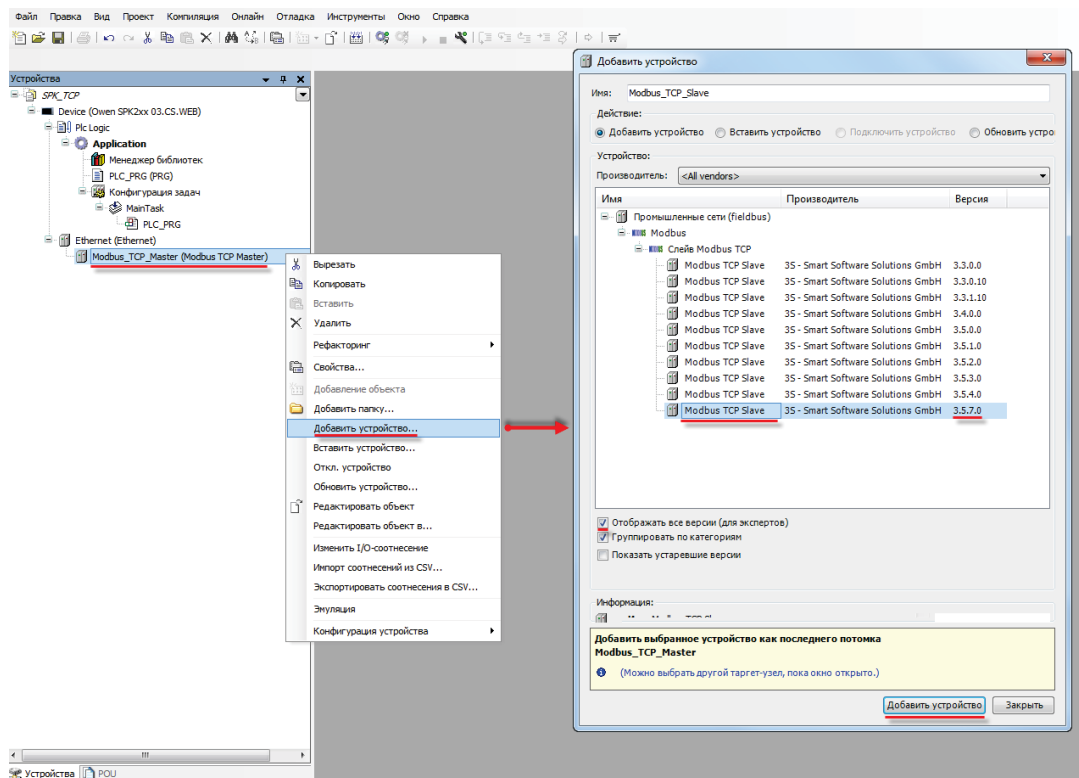 Файл Правка Вид Проект Компиляция Онлайн Отладка Инструменты Окно Справка
Устройства
SPK_TCP
Device (Owen SPK2xx 03.CS.WEB)
Plc Logic
Application
Менеджер библиотек
PLC_PRG (PRG)
Конфигурация задач
MainTask
PLC_PRG
Ethernet (Ethernet)
Modbus_TCP_Master (Modbus TCP Master)
Вырезать
Копировать
Вставить
Удалить
Рефакторинг
Свойства...
Добавление объекта
Добавить папку...
Добавить устройство...
Вставить устройство...
Откл. устройство
Обновить устройство...
Редактировать объект
Редактировать объект в...
Изменить I/O-соотнесение
Импорт соотнесений из CSV...
Экспортировать соотнесения в CSV...
Эмуляция
Конфигурация устройства
Устройства POU
Добавить устройство
Имя: Modbus_TCP_Slave
Действие:
Добавить устройство Вставить устройство Подключить устройство Обновить устро
Устройство:
Производитель: <All vendors>
Имя Производитель Версия
Промышленные сети (fieldbus)
Modbus
Слейв Modbus TCP
Modbus TCP Slave 3S - Smart Software Solutions GmbH 3.3.0.0
Modbus TCP Slave 3S - Smart Software Solutions GmbH 3.3.0.10
Modbus TCP Slave 3S - Smart Software Solutions GmbH 3.3.1.10
Modbus TCP Slave 3S - Smart Software Solutions GmbH 3.4.0.0
Modbus TCP Slave 3S - Smart Software Solutions GmbH 3.5.0.0
Modbus TCP Slave 3S - Smart Software Solutions GmbH 3.5.1.0
Modbus TCP Slave 3S - Smart Software Solutions GmbH 3.5.2.0
Modbus TCP Slave 3S - Smart Software Solutions GmbH 3.5.3.0
Modbus TCP Slave 3S - Smart Software Solutions GmbH 3.5.4.0
Modbus TCP Slave 3S - Smart Software Solutions GmbH 3.5.7.0
Отображать все версии (для экспертов)
Группировать по категориям
Показать устаревшие версии
Информация:
Добавить выбранное устройство как последнего потомка
Modbus_TCP_Master
(Можно выбрать другой таргет-узел, пока окно открыто.)
Добавить устройство Закрыть